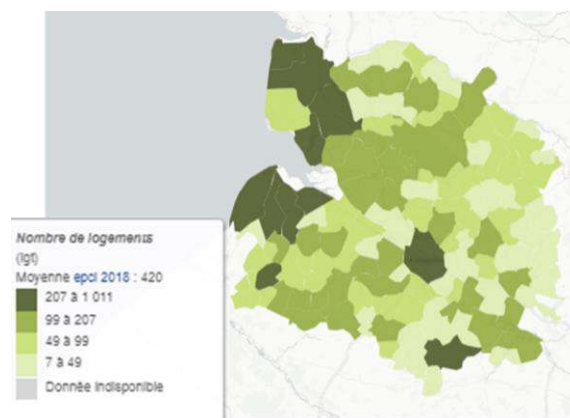 Nombre de logements
(lgt)
Moyenne epci 2018 : 420
207 à 1 011
99 à 207
49 à 99
7 à 49
Donnée Indisponible